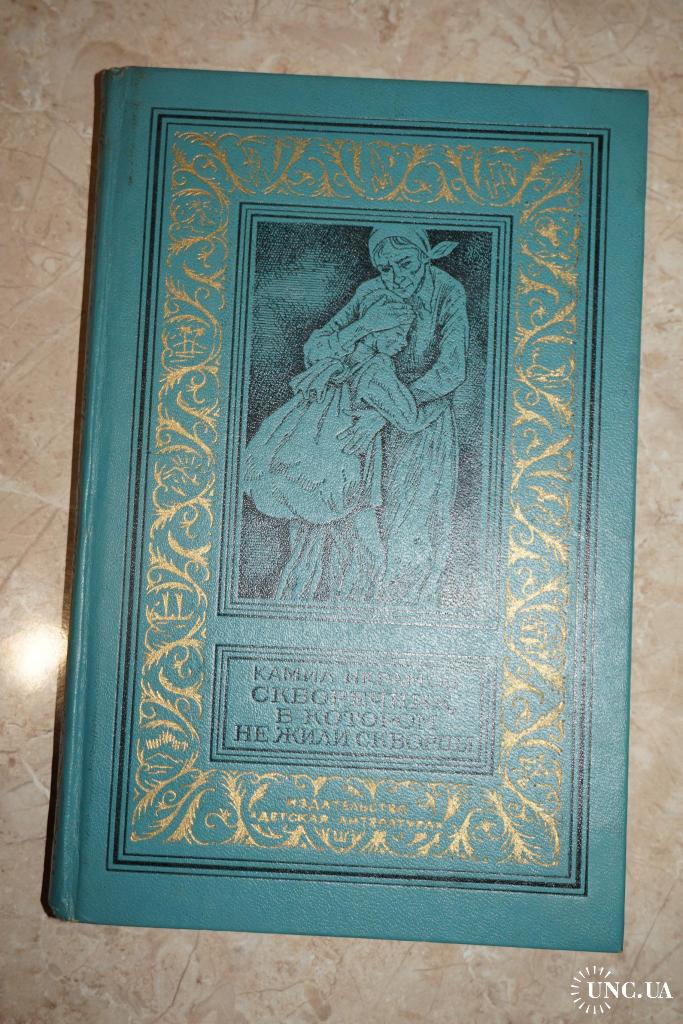 КАМИЛ ИКРАМОВ
СКВОРЕЧНИК,
В КОТОРОМ
НЕ ЖИЛИ СКВОРЦЫ
ИЗДАТЕЛЬСТВО
«ДЕТСКАЯ ЛИТЕРАТУРА»
UNC.UA